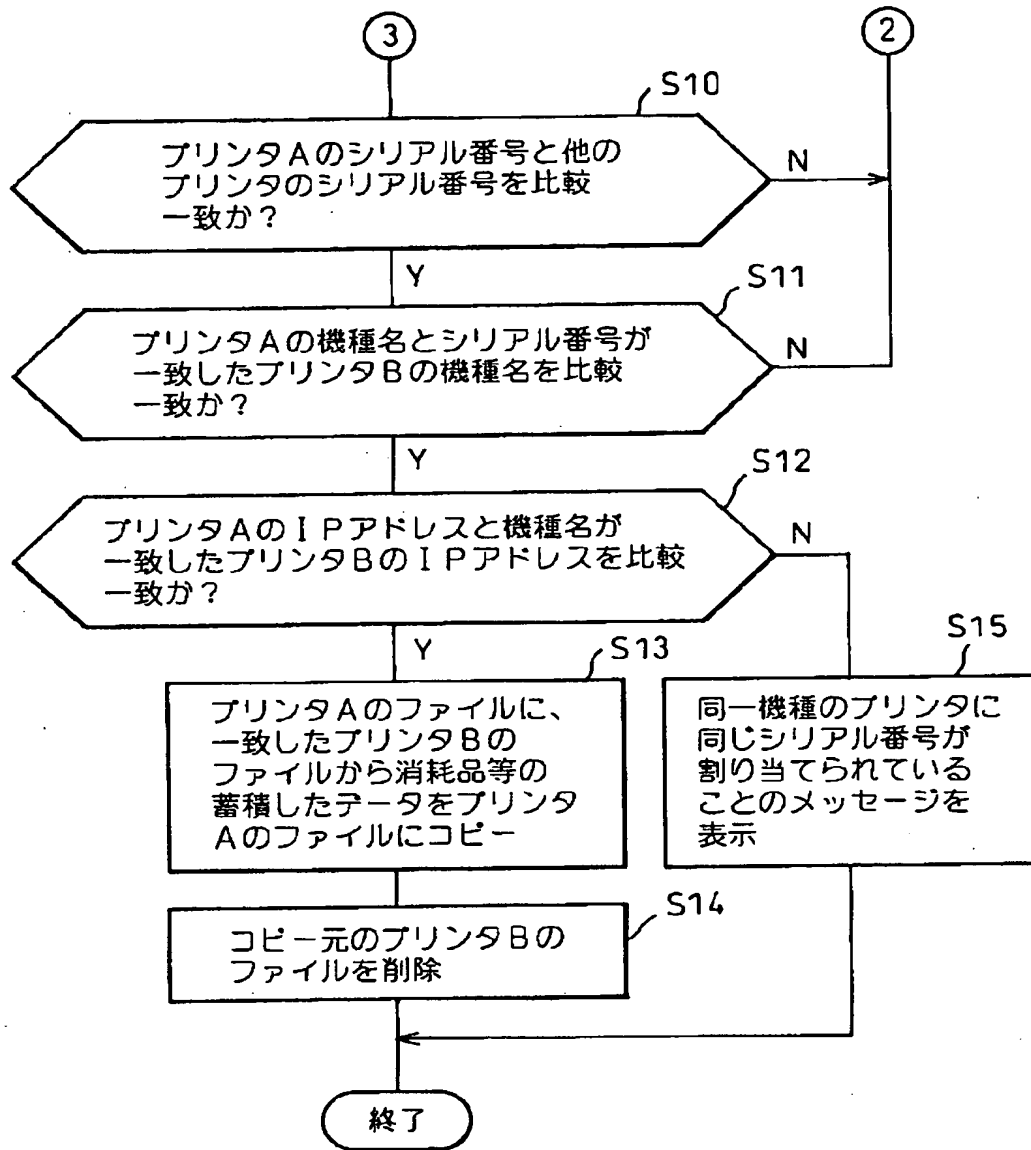 3
2
S10
プリンタAのシリアル番号と他の
プリンタのシリアル番号を比較
一致か？
N
Y
S11
プリンタAの機種名とシリアル番号が
一致したプリンタBの機種名を比較
一致か？
N
Y
S12
プリンタAのIPアドレスと機種名が
一致したプリンタBのIPアドレスを比較
一致か？
N
Y
S13
プリンタAのファイルに、
一致したプリンタBの
ファイルから消耗品等の
蓄積したデータをプリンタ
Aのファイルにコピー
S15
同一機種のプリンタに
同じシリアル番号が
割り当てられている
ことのメッセージを
表示
S14
コピー元のプリンタBの
ファイルを削除
終了